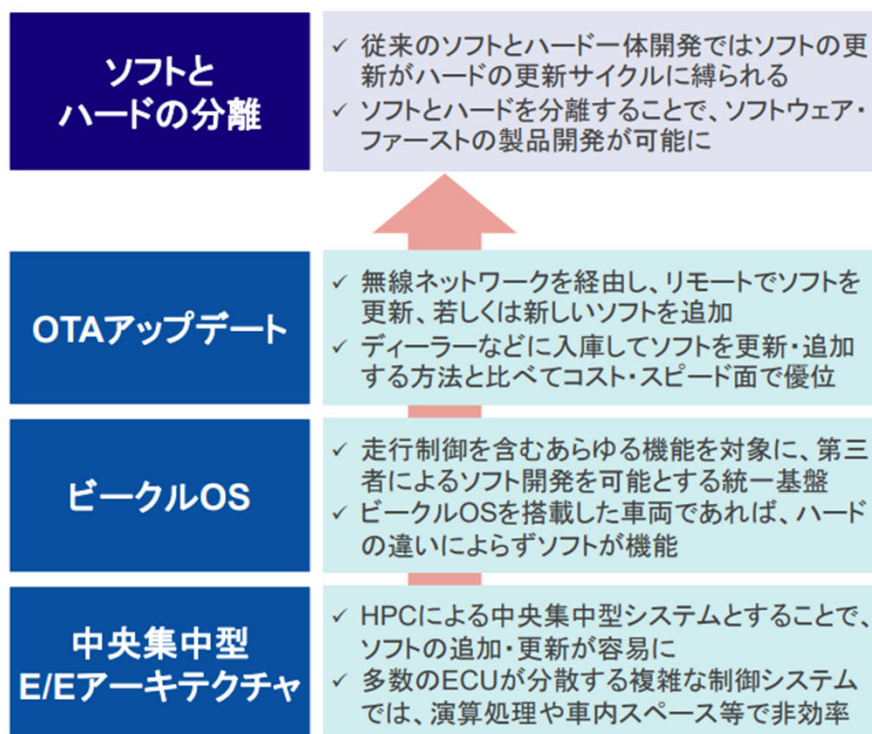 ソフトと
ハードの分離
✓ 従来のソフトとハード一体開発ではソフトの更
新がハードの更新サイクルに縛られる
✓ ソフトとハードを分離することで、ソフトウェア・
ファーストの製品開発が可能に
OTAアップデート
✓ 無線ネットワークを経由し、リモートでソフトを
更新、若しくは新しいソフトを追加
✓ ディーラーなどに入庫してソフトを更新・追加
する方法と比べてコスト・スピード面で優位
ビークルOS
✓ 走行制御を含むあらゆる機能を対象に、第三
者によるソフト開発を可能とする統一基盤
✓ ビークルOSを搭載した車両であれば、ハード
の違いによらずソフトが機能
中央集中型
E/Eアーキテクチャ
✓ HPCによる中央集中型システムとすることで、
ソフトの追加・更新が容易に
✓ 多数のECUが分散する複雑な制御システム
では、演算処理や車内スペース等で非効率